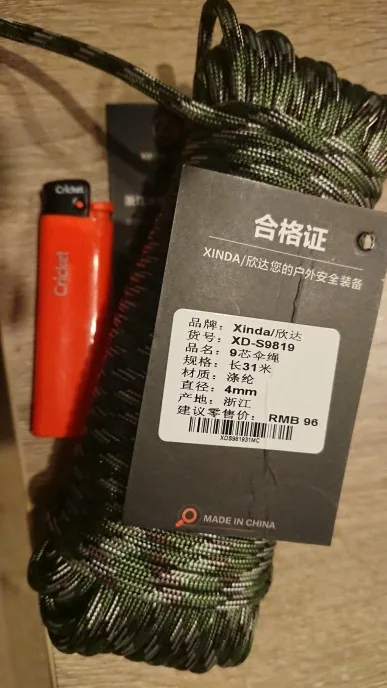 Cricket
Cricket
合格证
XINDA/欣达您的户外安全装备
品牌：Xinda/欣达
货号：XD-S9819
品名：9芯伞绳
规格：长31米
材质：涤纶
直径：4mm
产地：浙江
建议零售价：RMB 96
XDS981931MC
MADE IN CHINA